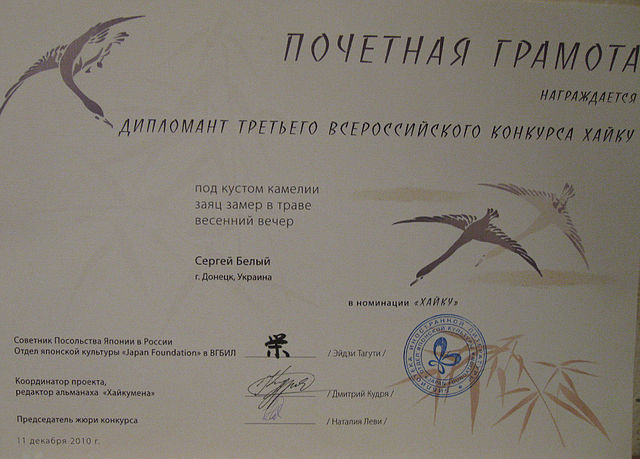 ПОЧЕТНАЯ ГРАМОТА
НАГРАЖДАЕТСЯ
ДИПЛОМАНТ ТРЕТЬЕГО ВСЕРОССИЙСКОГО КОНКУРСА ХАЙКУ
под кустом камелии
заяц замер в траве
весенний вечер
Сергей Белый
г. Донецк, Украина
в номинации «ХАЙКУ»
Советник Посольства Японии в России
Отдел японской культуры «Japan Foundation» в ВГБИЛ
/ Эйдзи Тагути /
Координатор проекта,
редактор альманаха «Хайкумена»
/ Дмитрий Кудря /
Председатель жюри конкурса
/ Наталия Леви /
11 декабря 2010 г.